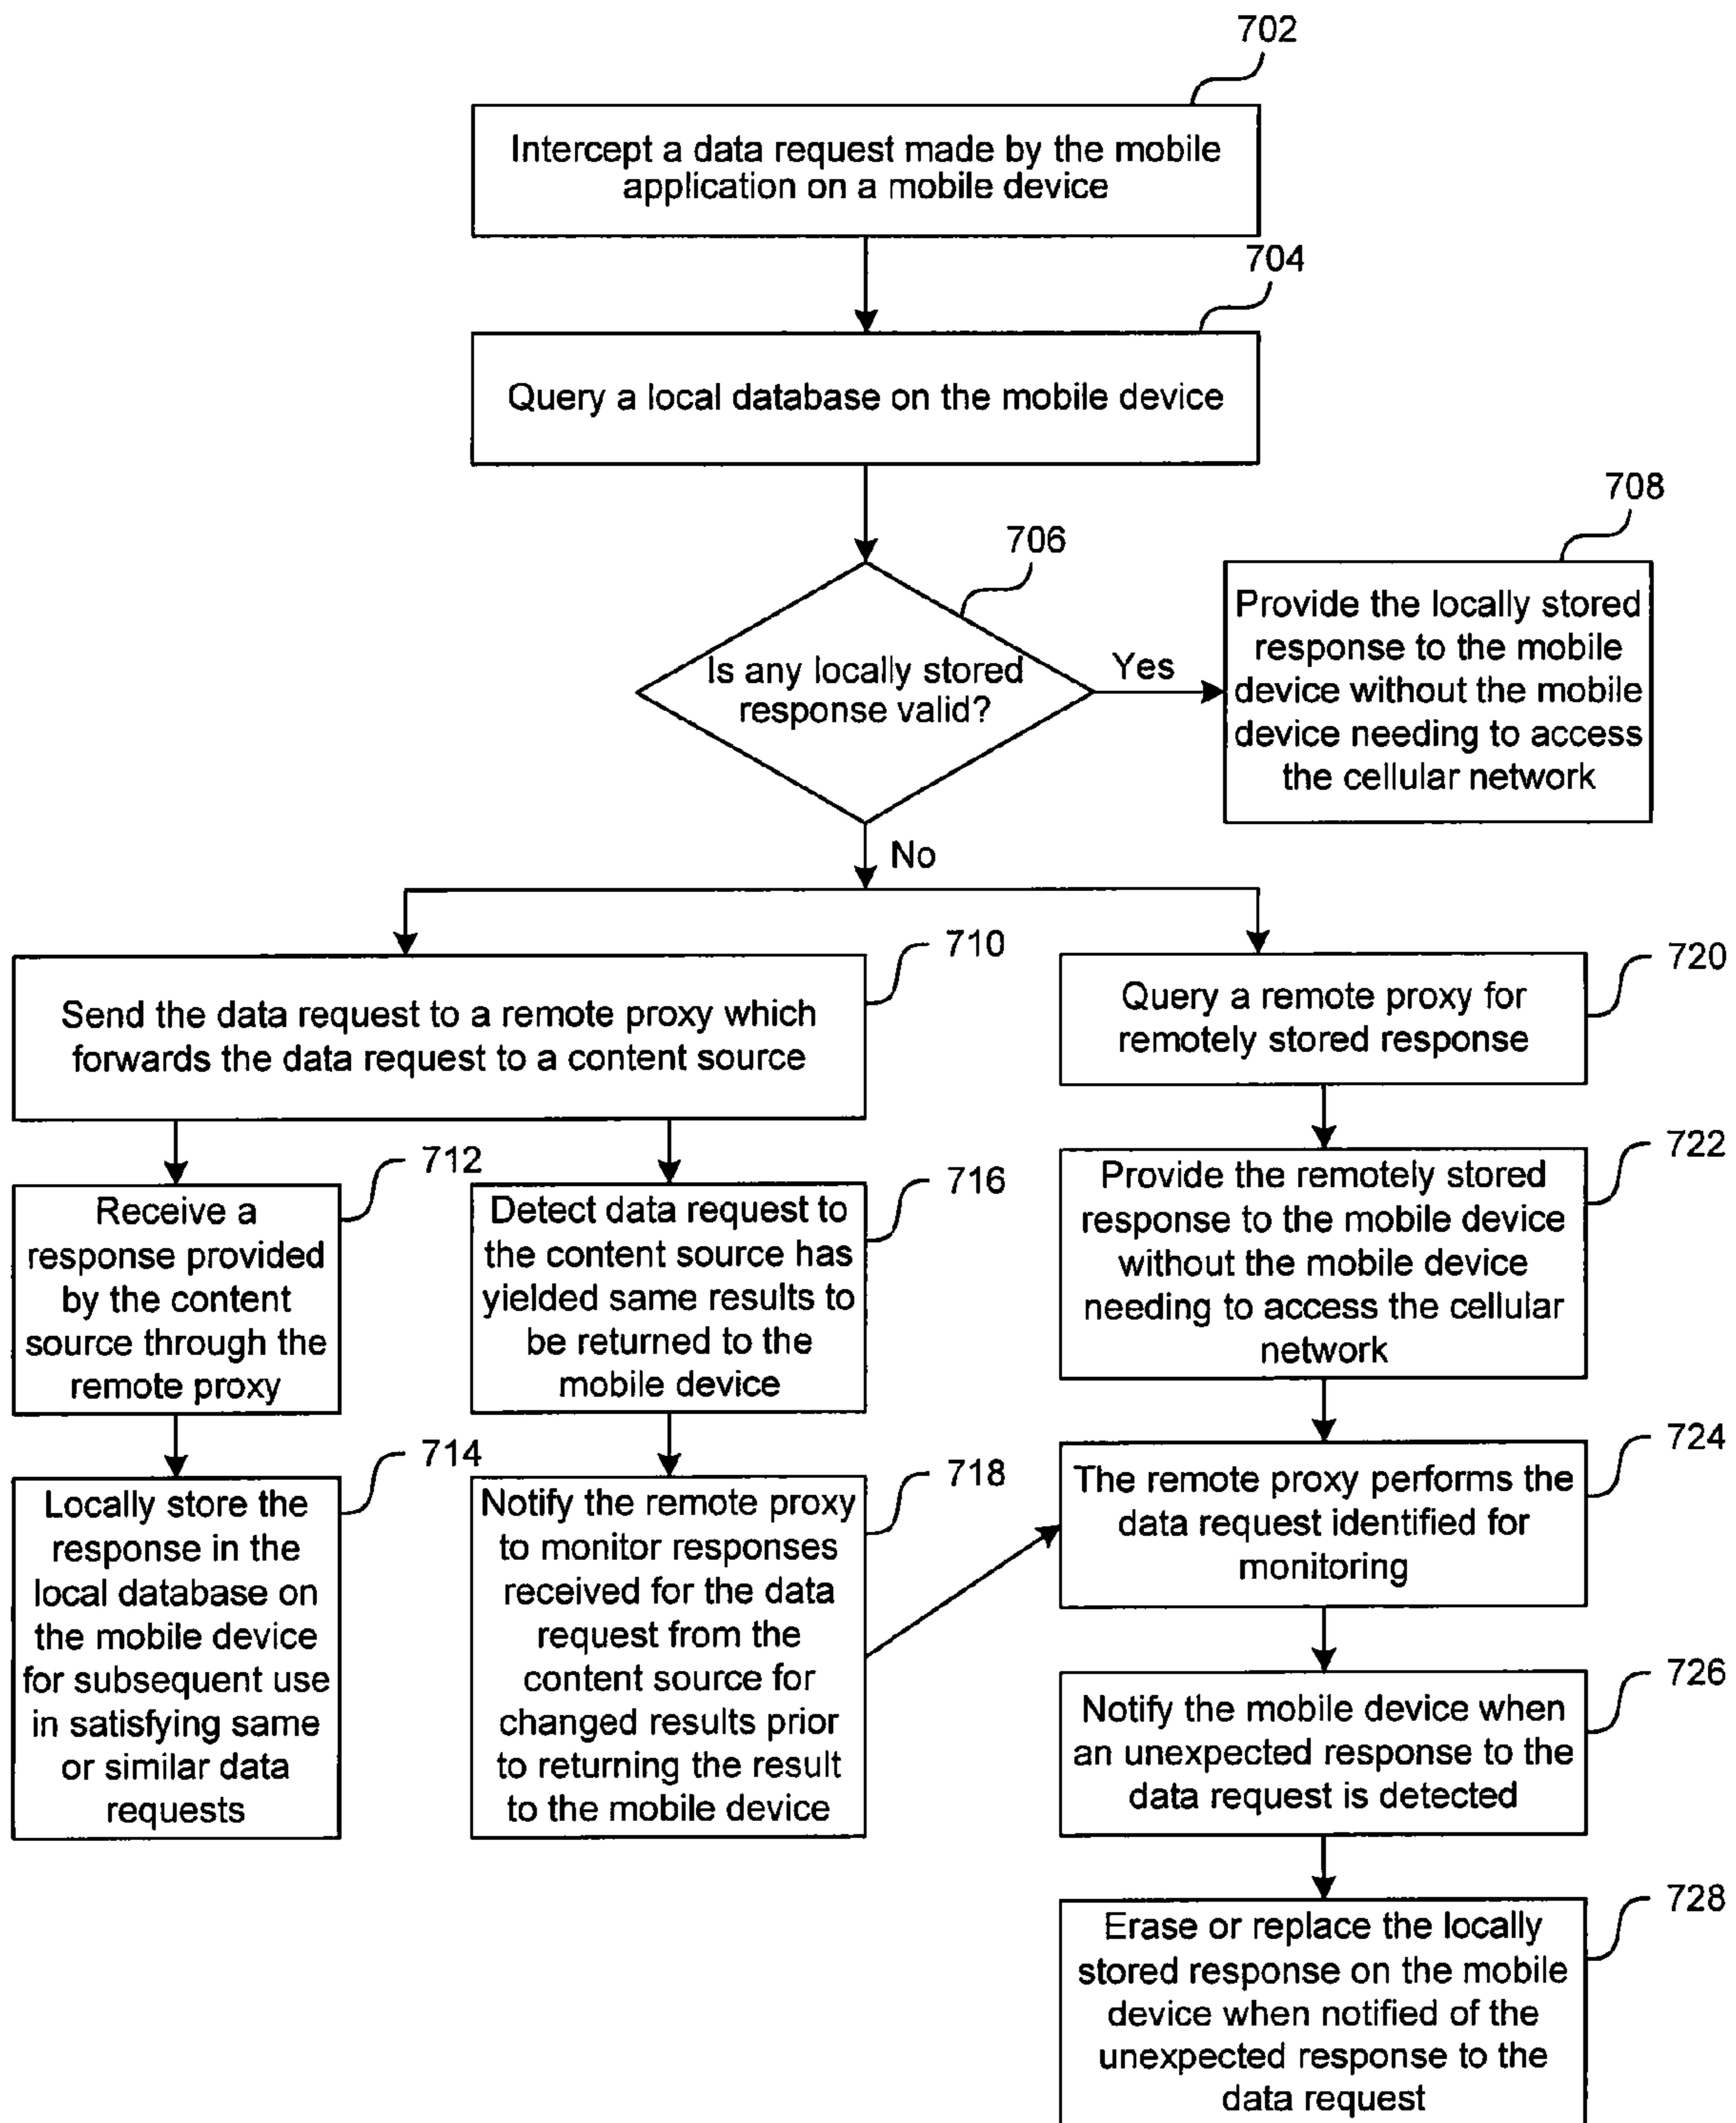 702
Intercept a data request made by the mobile
application on a mobile device
704
Query a local database on the mobile device
706
Is any locally stored
response valid?
Yes
708
Provide the locally stored
response to the mobile
device without the mobile
device needing to access
the cellular network
No
710
Send the data request to a remote proxy which
forwards the data request to a content source
712
Receive a
response provided
by the content
source through the
remote proxy
714
Locally store the
response in the
local database on
the mobile device
for subsequent use
in satisfying same
or similar data
requests
716
Detect data request to
the content source has
yielded same results to
be returned to the
mobile device
718
Notify the remote proxy
to monitor responses
received for the data
request from the
content source for
changed results prior
to returning the result
to the mobile device
720
Query a remote proxy for
remotely stored response
722
Provide the remotely stored
response to the mobile device
without the mobile device
needing to access the cellular
network
724
The remote proxy performs the
data request identified for
monitoring
726
Notify the mobile device when
an unexpected response to the
data request is detected
728
Erase or replace the locally
stored response on the mobile
device when notified of the
unexpected response to the
data request